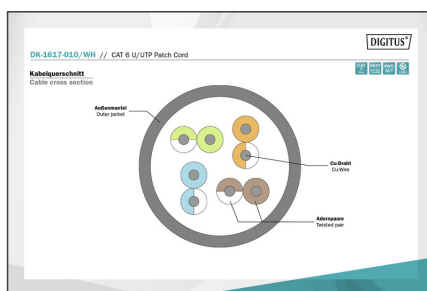 DIGITUS®
DK-1617-010/WH // CAT 6 U/UTP Patch Cord
Kabelquerschnitt
Cable cross section
Außenmantel
Outer jacket
Cu-Draht
Cu-Wire
Adernpaare
Twisted pair